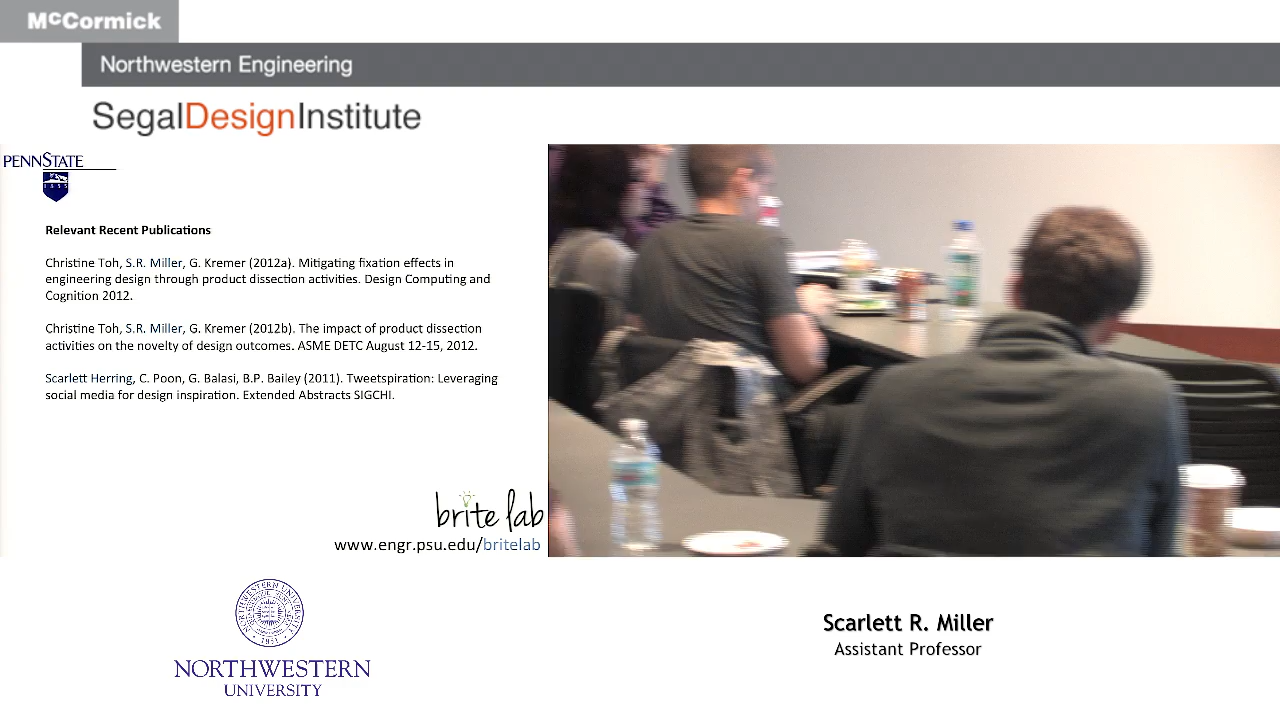 McCormick
Northwestern Engineering
SegalDesignInstitute
PENNSTATE
1855
Relevant Recent Publications
Christine Toh, S.R. Miller, G. Kremer (2012a). Mitigating fixation effects in
engineering design through product dissection activities. Design Computing and
Cognition 2012.
Christine Toh, S.R. Miller, G. Kremer (2012b). The impact of product dissection
activities on the novelty of design outcomes. ASME DETC August 12-15, 2012.
Scarlett Herring, C. Poon, G. Balasi, B.P. Bailey (2011). Tweetspiration: Leveraging
social media for design inspiration. Extended Abstracts SIGCHI.
brite lab
www.engr.psu.edu/britelab
NORTHWESTERN UNIVERSITY
1851
NORTHWESTERN
UNIVERSITY
Scarlett R. Miller
Assistant Professor